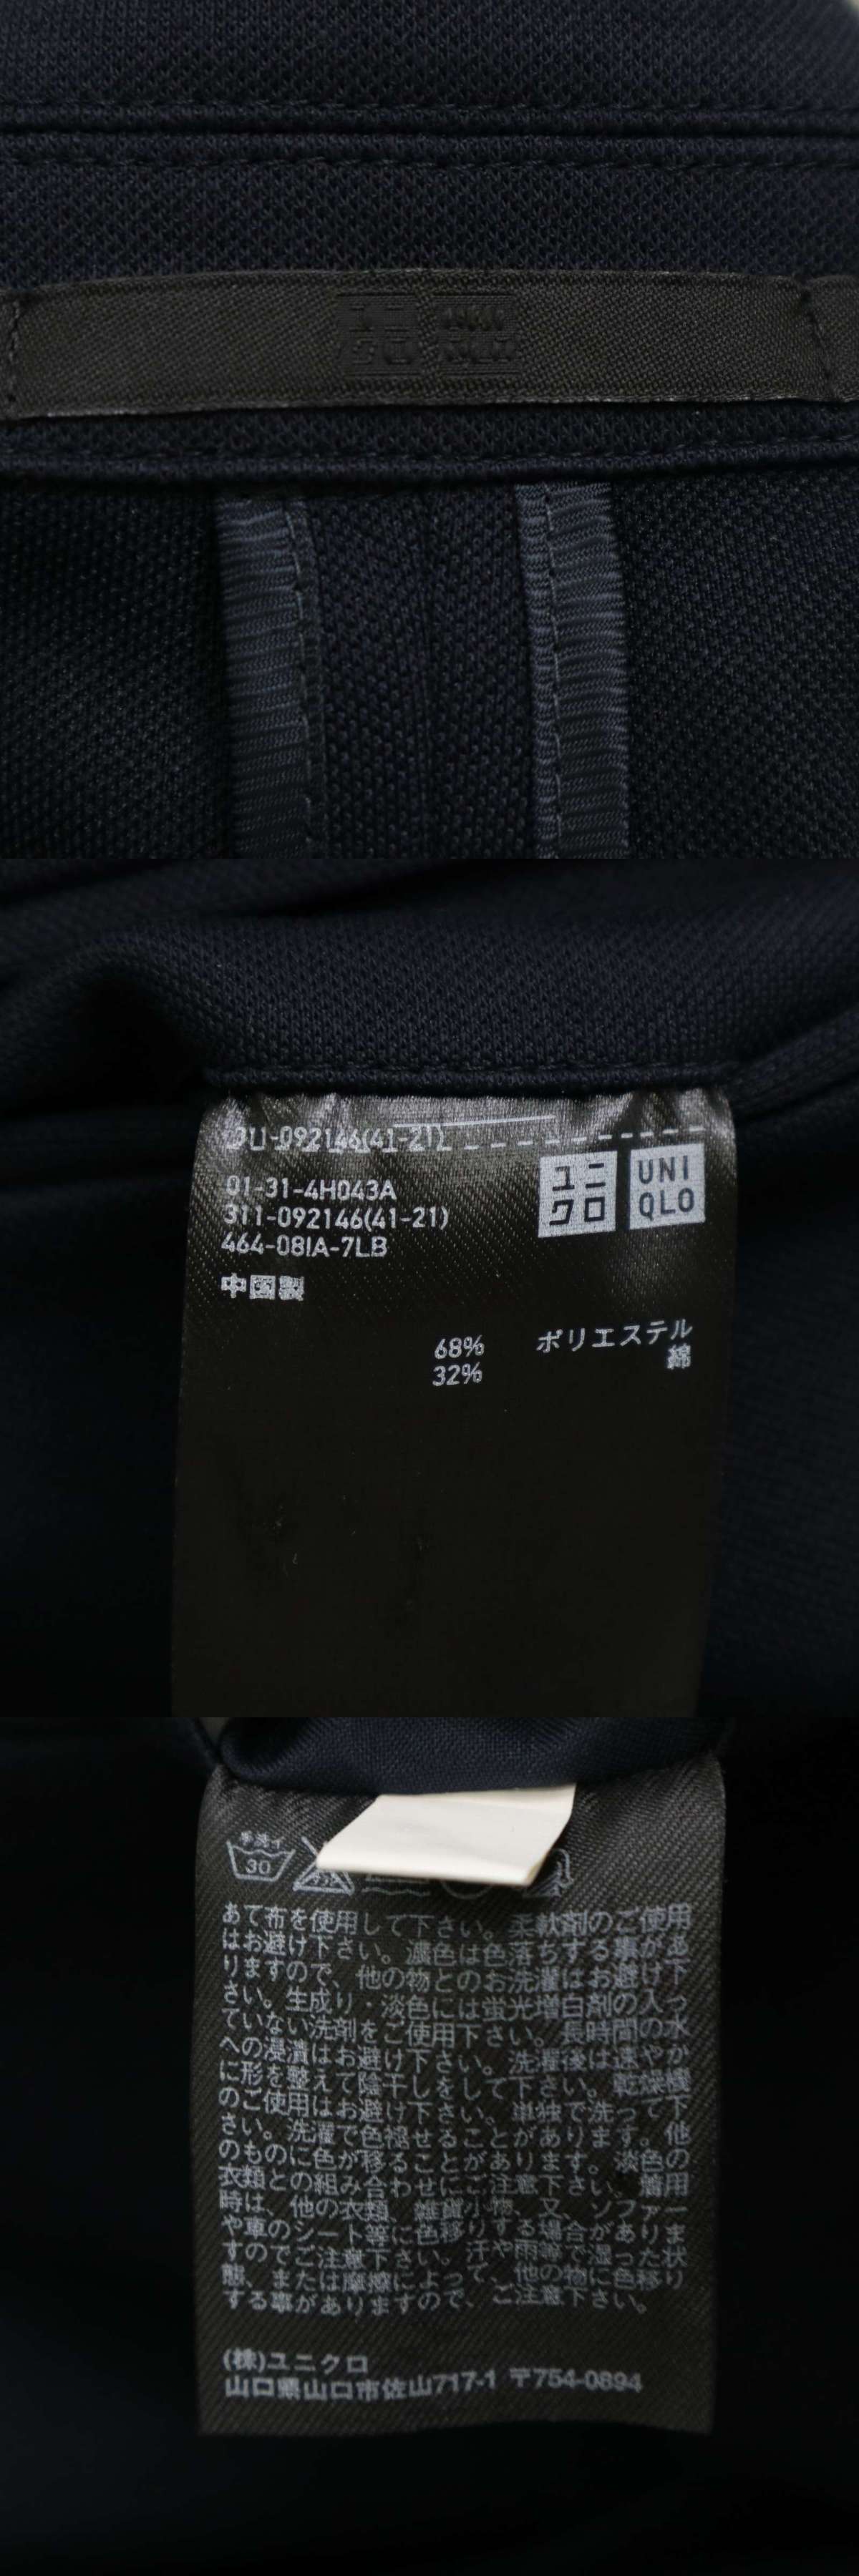 ユニ UNI
クロ QLO
311-092146(41-21)
01-31-4H043A
311-092146(41-21)
464-08IA-7LB
ユニ UNI
クロ QLO
中国製
68% ポリエステル
32% 綿
手洗イ
30
あて布を使用して下さい。柔軟剤のご使用
はお避け下さい。濃色は色落ちする事があ
りますので、他の物とのお洗濯はお避け下
さい。生成り・淡色には蛍光増白剤の入っ
ていない洗剤をご使用下さい。長時間の水
への浸漬はお避け下さい。洗濯後は速やか
に形を整えて陰干しをして下さい。乾燥機
のご使用はお避け下さい。単独で洗って下
さい。洗濯で色褪せることがあります。他
のものに色が移ることがあります。淡色の
衣類との組み合わせにご注意下さい。着用
時は、他の衣類、雑貨小物、又、ソファー
や車のシート等に色移りする場合がありま
すのでご注意下さい。汗や雨等で湿った状
態、または摩擦によって、他の物に色移り
する事がありますので、ご注意下さい。
(株)ユニクロ
山口県山口市佐山717-1 〒754-0894